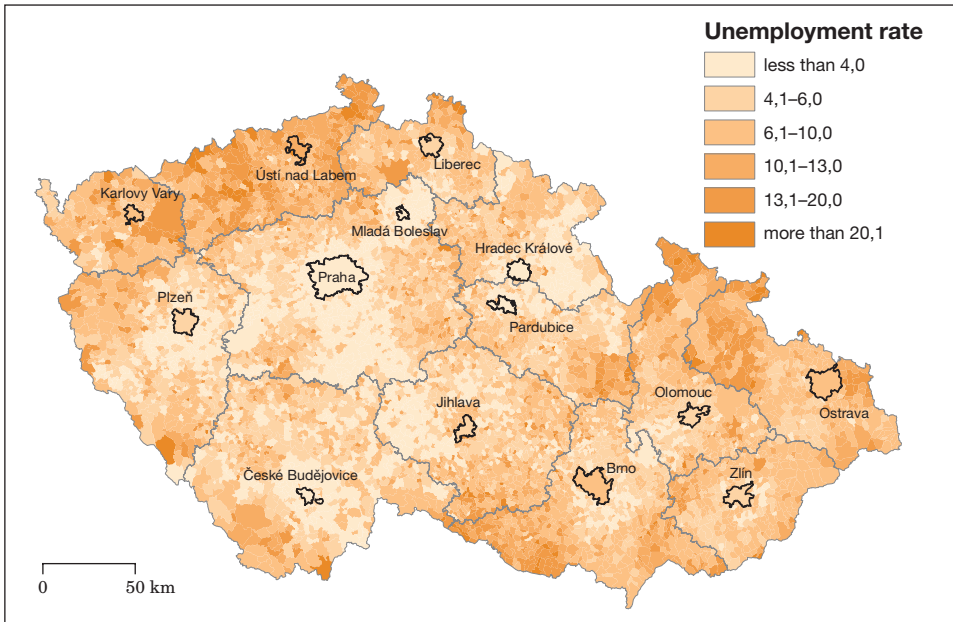 Unemployment rate
less than 4,0
4,1–6,0
6,1–10,0
10,1–13,0
13,1–20,0
more than 20,1
Liberec
Ústí nad Labem
Karlovy Vary
Mladá Boleslav
Hradec Králové
Praha
Plzeň
Pardubice
Jihlava
Olomouc
Ostrava
České Budějovice
Brno
Zlín
0
50 km